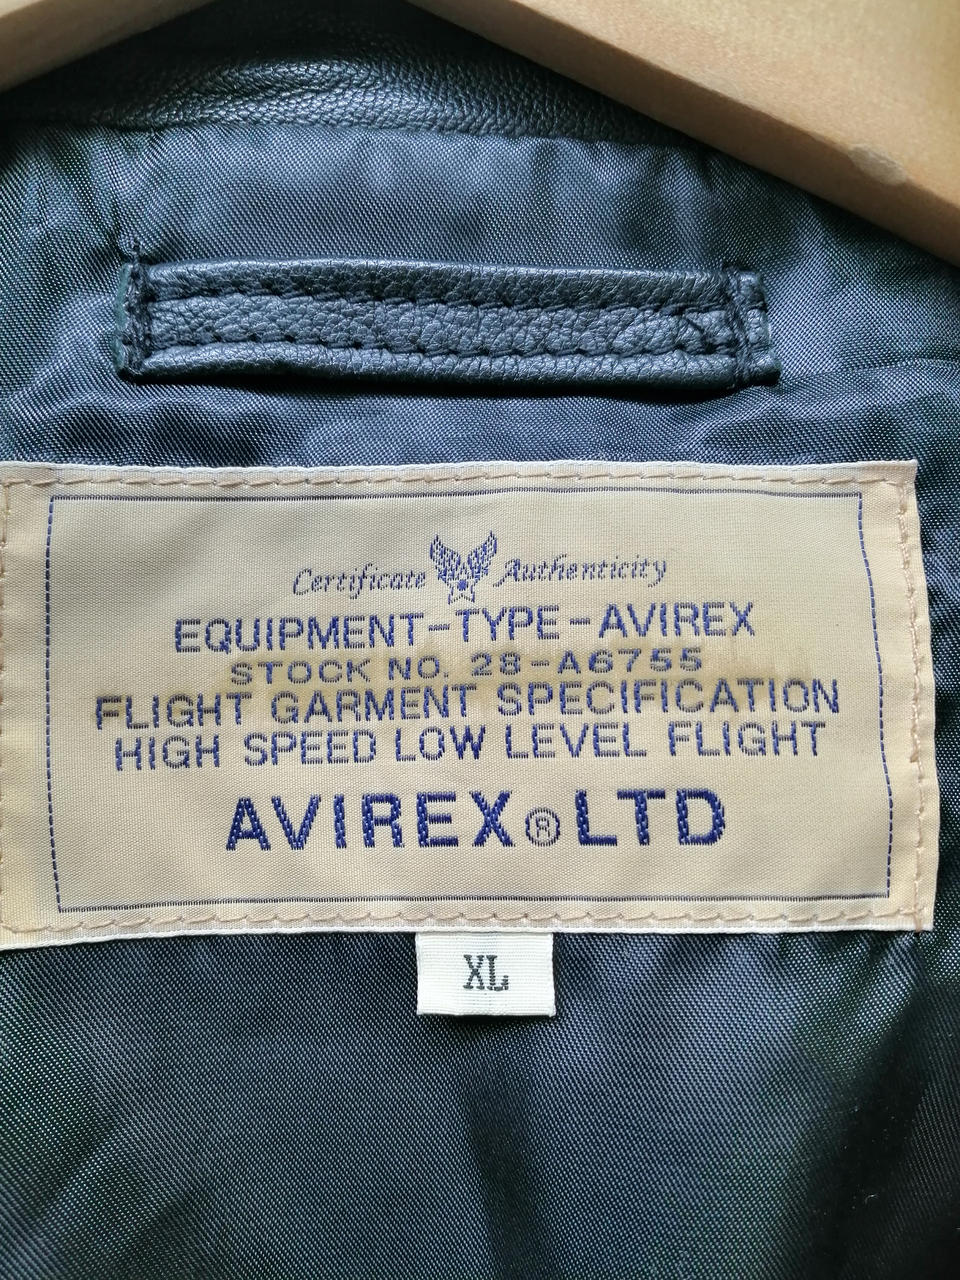 Certificate Authenticity
EQUIPMENT-TYPE-AVIREX
STOCK NO. 28-A6755
FLIGHT GARMENT SPECIFICATION
HIGH SPEED LOW LEVEL FLIGHT
AVIREX®LTD
XL